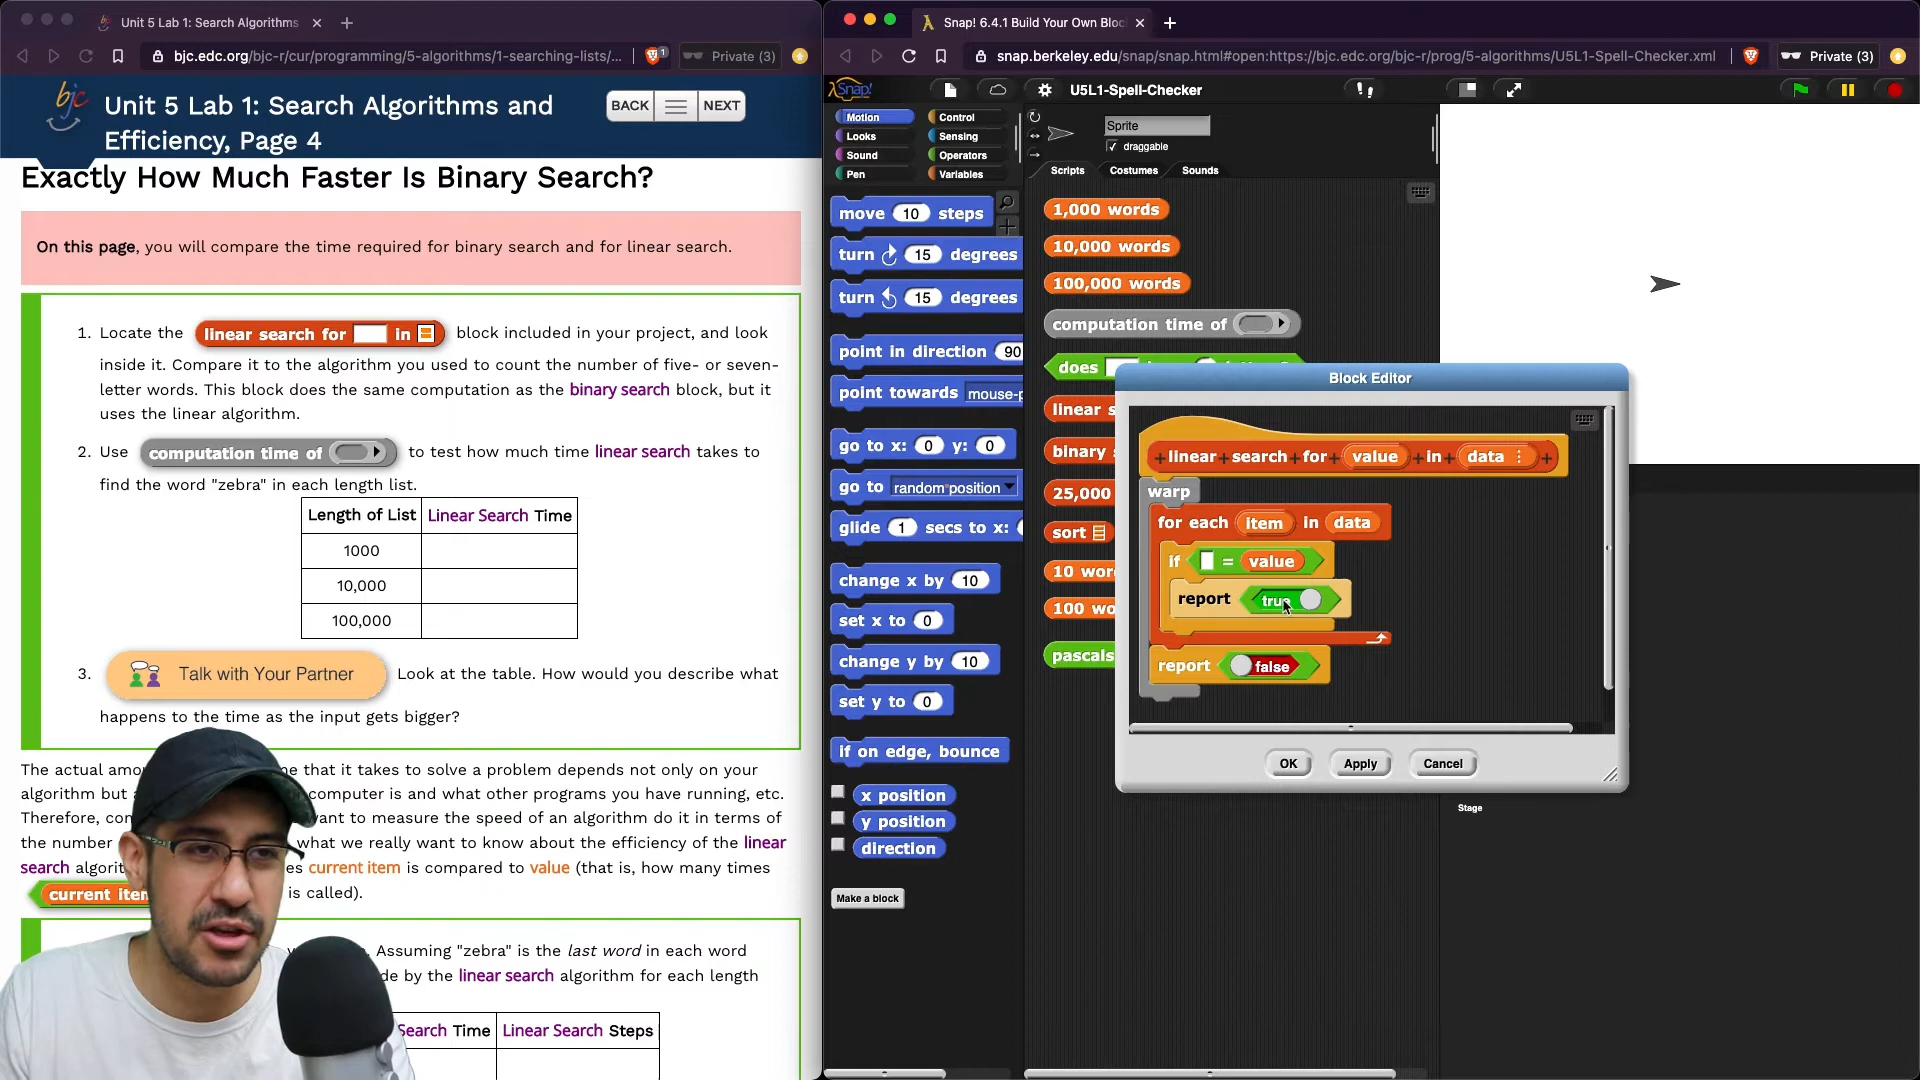 Unit 5 Lab 1: Search Algorithms
bjc.edc.org/bjc-r/cur/programming/5-algorithms/1-searching-lists/...
1
Private (3)
bjc
Unit 5 Lab 1: Search Algorithms and
Efficiency, Page 4
BACK
NEXT
Exactly How Much Faster Is Binary Search?
On this page, you will compare the time required for binary search and for linear search.
1. Locate the linear search for in block included in your project, and look
inside it. Compare it to the algorithm you used to count the number of five- or seven-
letter words. This block does the same computation as the binary search block, but it
uses the linear algorithm.
2. Use computation time of to test how much time linear search takes to
find the word "zebra" in each length list.
Length of List Linear Search Time
1000
10,000
100,000
3. Talk with Your Partner Look at the table. How would you describe what
happens to the time as the input gets bigger?
The actual me that it takes to solve a problem depends not only on your
algorithm but computer is and what other programs you have running, etc.
Therefore, want to measure the speed of an algorithm do it in terms of
the number what we really want to know about the efficiency of the linear
search current item is compared to value (that is, how many times
current is called).
Assuming "zebra" is the last word in each word
by the linear search algorithm for each length
Search Time Linear Search Steps
Snap! 6.4.1 Build Your Own Bloc
snap.berkeley.edu/snap/snap.html#open:https://bjc.edc.org/bjc-r/prog/5-algorithms/U5L1-Spell-Checker.xml
Private (3)
Snap!
U5L1-Spell-Checker
Motion
Control
Looks
Sensing
Sound
Operators
Pen
Variables
Sprite
draggable
Scripts
Costumes
Sounds
move 10 steps
turn 15 degrees
turn 15 degrees
point in direction 90
point towards mouse-p
go to x: 0 y: 0
go to random position
glide 1 secs to x:
change x by 10
set x to 0
change y by 10
set y to 0
if on edge, bounce
x position
y position
direction
Make a block
1,000 words
10,000 words
100,000 words
computation time of
does
linear s
binary s
25,000
sort
10 wor
100 wo
pascals
Block Editor
+ linear + search + for + value + in + data ⋮ +
warp
for each item in data
if = value
report true
report false
OK
Apply
Cancel
Stage